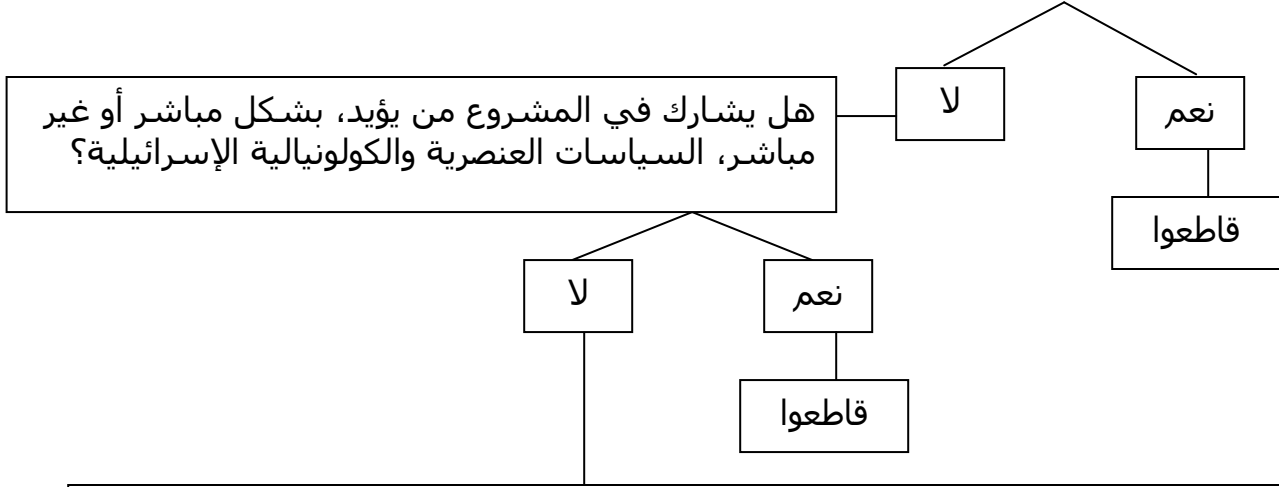 نعم
لا
هل يشارك في المشروع من يؤيد، بشكل مباشر أو غير
مباشر، السياسات العنصرية والكولونيالية الإسرائيلية؟
قاطعوا
نعم
لا
قاطعوا